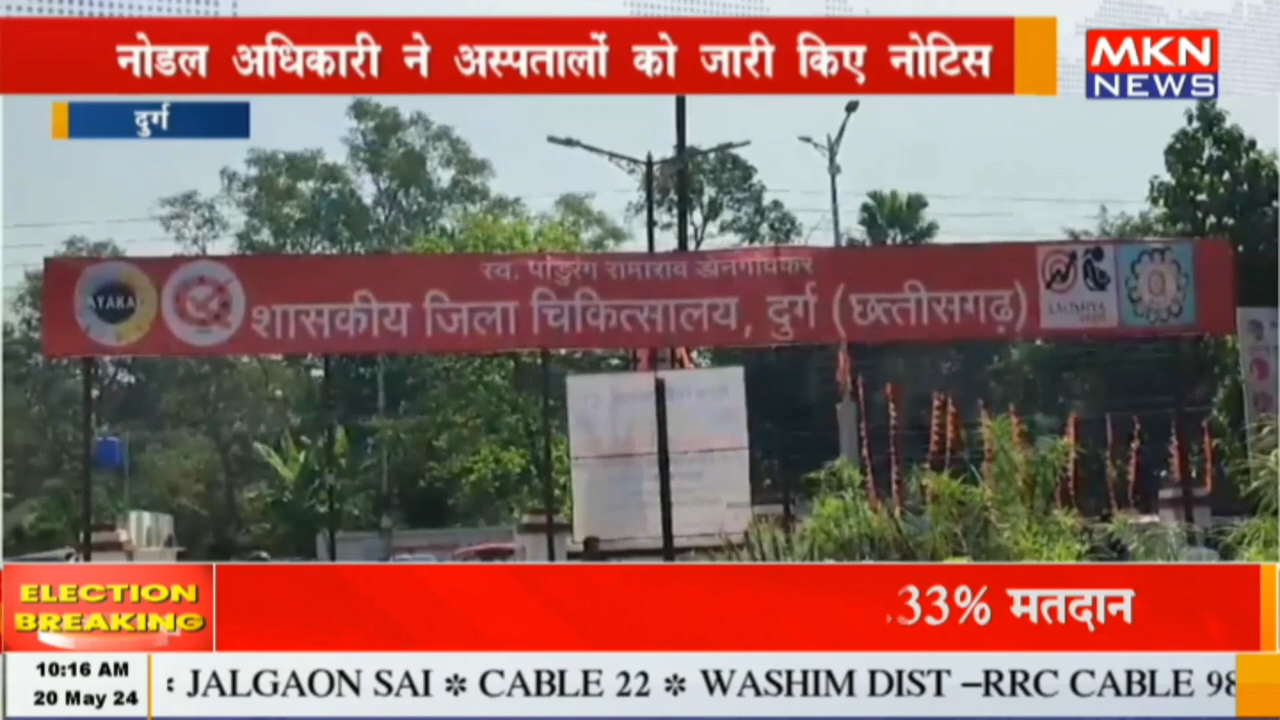 नोडल अधिकारी ने अस्पतालों को जारी किए नोटिस
MKN
NEWS
दुर्ग
स्व. पांडुरंग रामाराव
शासकीय जिला चिकित्सालय, दुर्ग (छत्तीसगढ़)
LAQSHYA
ELECTION
BREAKING
.33% मतदान
10:16 AM
20 May 24
JALGAON SAI * CABLE 22 * WASHIM DIST –RRC CABLE 98